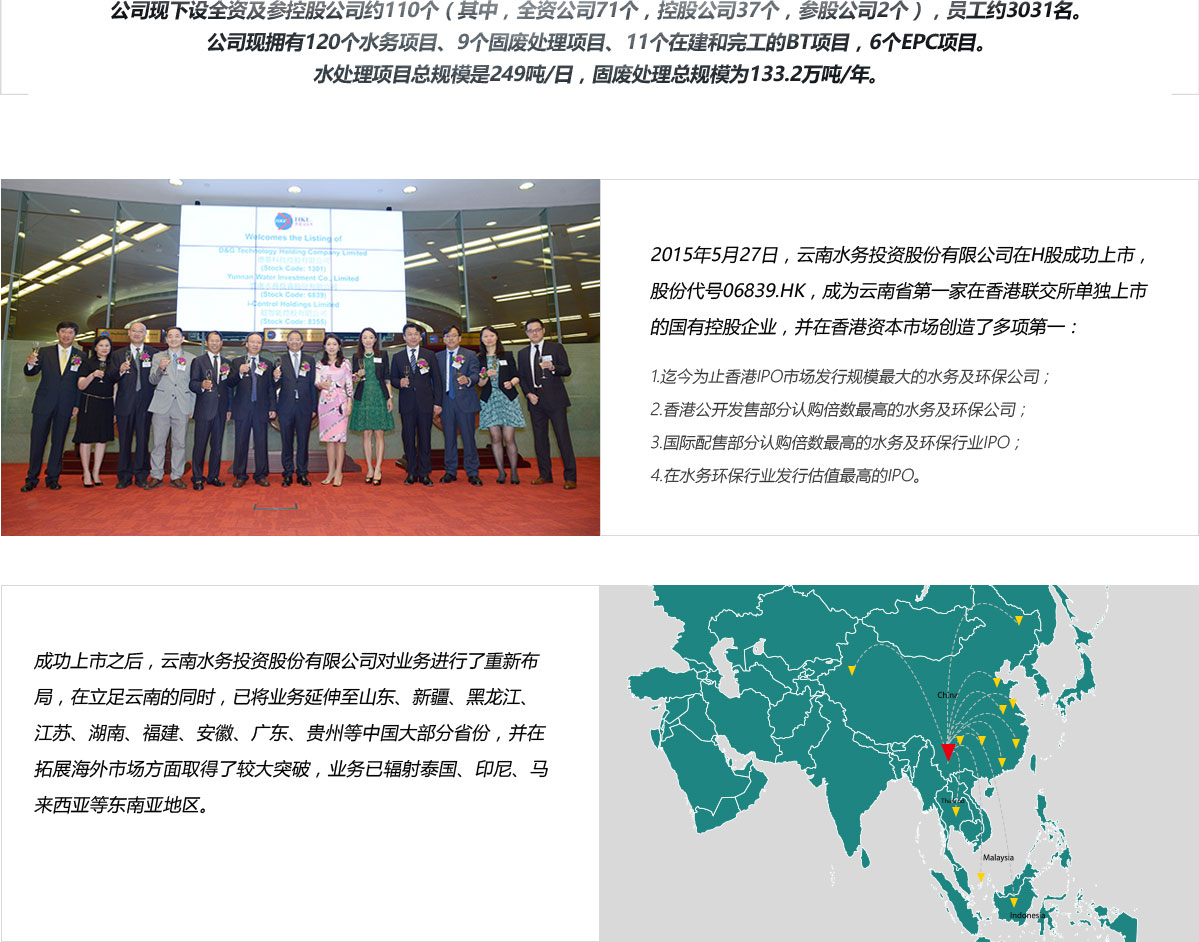 公司现下设全资及参控股公司约110个（其中，全资公司71个，控股公司37个，参股公司2个），员工约3031名。
公司现拥有120个水务项目、9个固废处理项目、11个在建和完工的BT项目，6个EPC项目。
水处理项目总规模是249吨/日，固废处理总规模为133.2万吨/年。
Welcomes the Listing of
D&G Technology Holding Company Limited
(Stock Code: 1301)
Yunnan Water Investment Co., Limited
(Stock Code: 6839)
i-Control Holdings Limited
(Stock Code: 8355)
2015年5月27日，云南水务投资股份有限公司在H股成功上市，
股份代号06839.HK，成为云南省第一家在香港联交所单独上市
的国有控股企业，并在香港资本市场创造了多项第一：
1.迄今为止香港IPO市场发行规模最大的水务及环保公司；
2.香港公开发售部分认购倍数最高的水务及环保公司；
3.国际配售部分认购倍数最高的水务及环保行业IPO；
4.在水务环保行业发行估值最高的IPO。
成功上市之后，云南水务投资股份有限公司对业务进行了重新布
局，在立足云南的同时，已将业务延伸至山东、新疆、黑龙江、
江苏、湖南、福建、安徽、广东、贵州等中国大部分省份，并在
拓展海外市场方面取得了较大突破，业务已辐射泰国、印尼、马
来西亚等东南亚地区。
China
Thailand
Malaysia
Indonesia